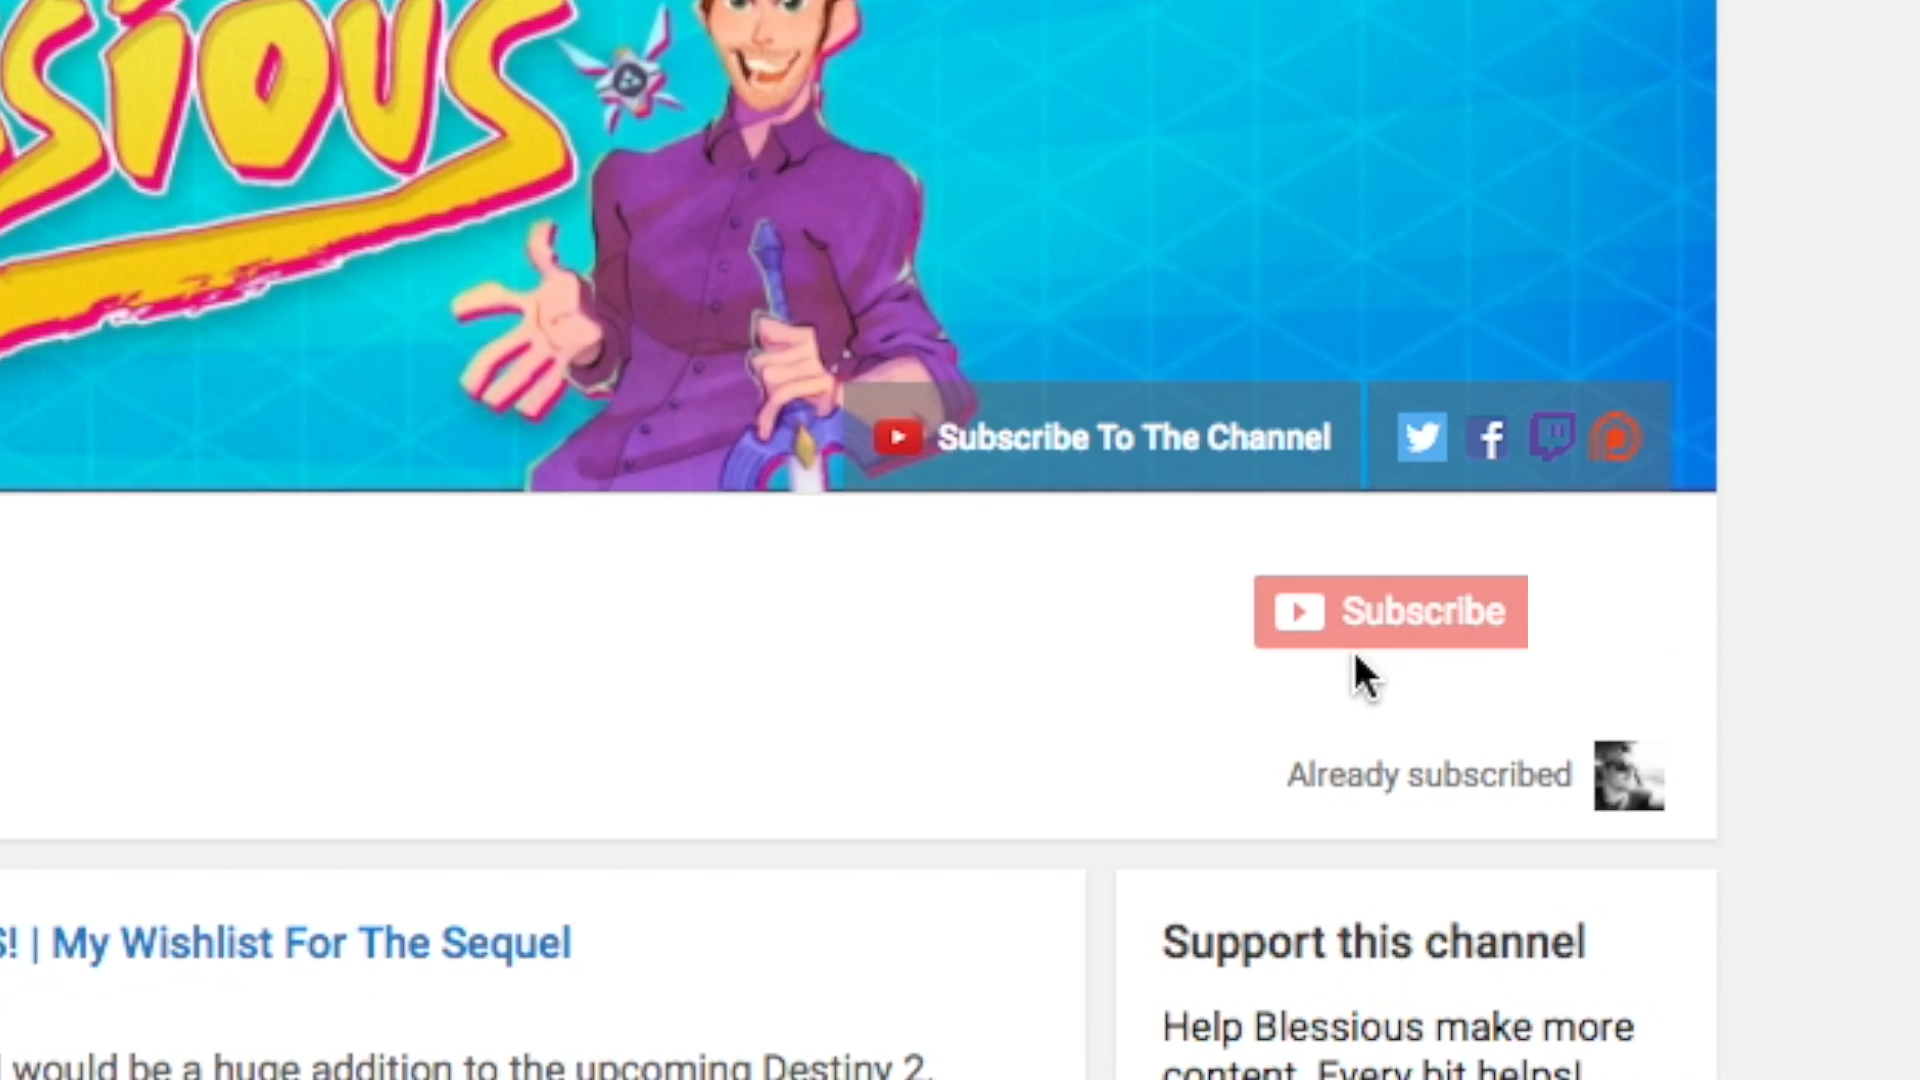 sious
Subscribe To The Channel
Subscribe
Already subscribed
S! | My Wishlist For The Sequel
would be a huge addition to the upcoming Destiny 2.
Support this channel
Help Blessious make more
content. Every bit helps!